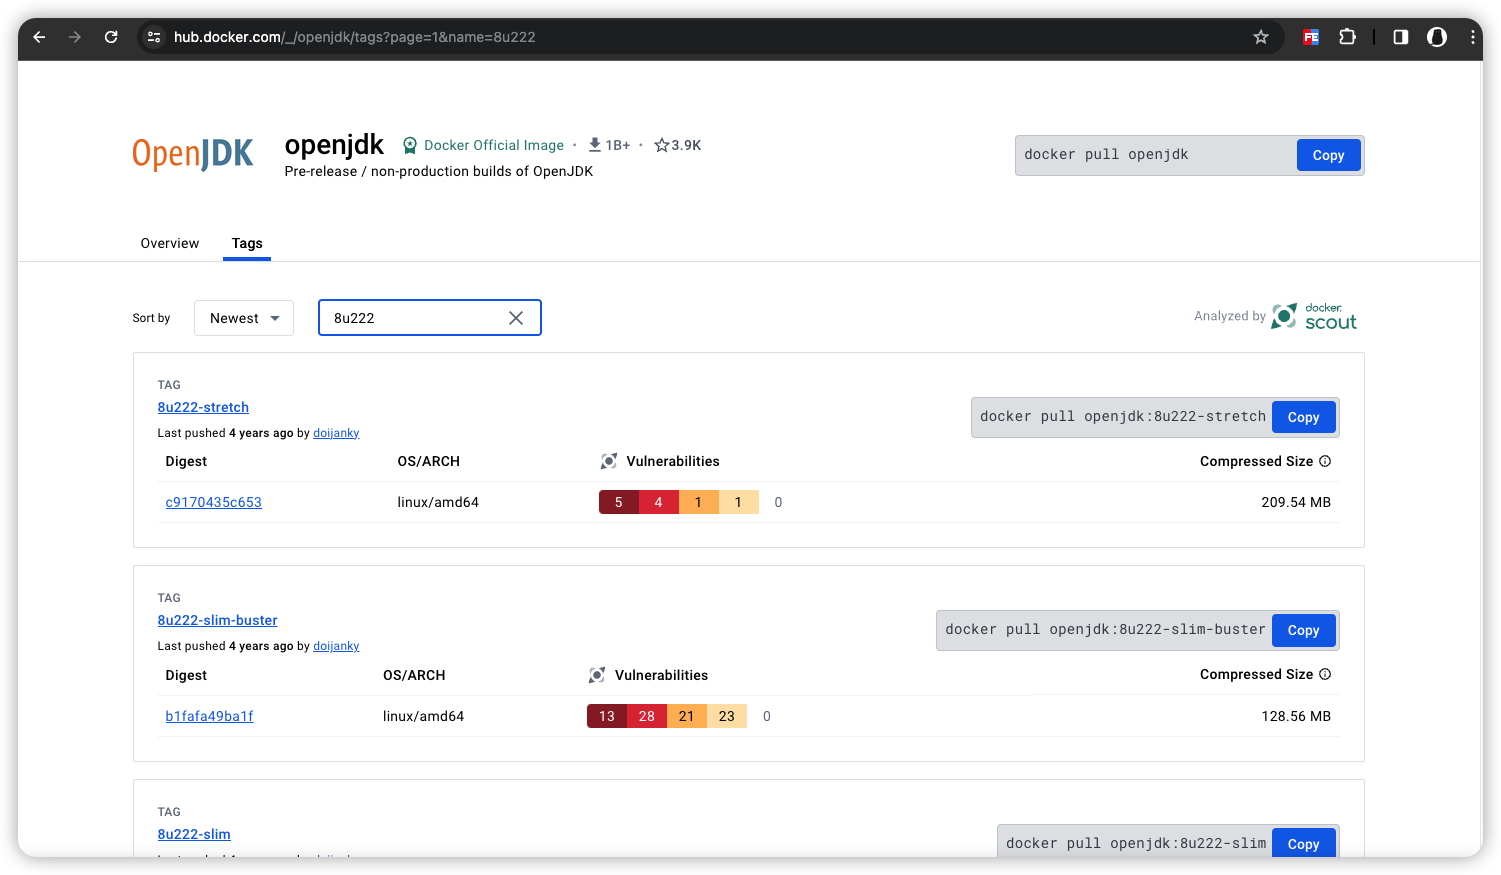 hub.docker.com/_/openjdk/tags?page=1&name=8u222
FE
OpenJDK
openjdk Docker Official Image · 1B+ · 3.9K
Pre-release / non-production builds of OpenJDK
docker pull openjdk Copy
Overview Tags
Sort by Newest 8u222
Analyzed by docker scout
TAG
8u222-stretch
Last pushed 4 years ago by doijanky
docker pull openjdk:8u222-stretch Copy
Digest OS/ARCH Vulnerabilities Compressed Size
c9170435c653 linux/amd64 5 4 1 1 0 209.54 MB
TAG
8u222-slim-buster
Last pushed 4 years ago by doijanky
docker pull openjdk:8u222-slim-buster Copy
Digest OS/ARCH Vulnerabilities Compressed Size
b1fafa49ba1f linux/amd64 13 28 21 23 0 128.56 MB
TAG
8u222-slim
docker pull openjdk:8u222-slim Copy